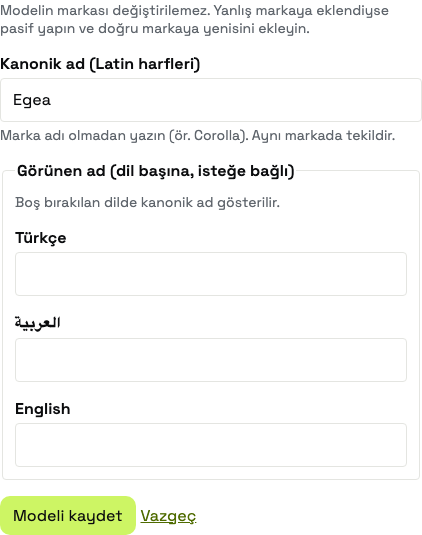 Modelin markası değiştirilemez. Yanlış markaya eklendiyse
pasif yapın ve doğru markaya yenisini ekleyin.
Kanonik ad (Latin harfleri)
Egea
Marka adı olmadan yazın (ör. Corolla). Aynı markada tekildir.
Görünen ad (dil başına, isteğe bağlı)
Boş bırakılan dilde kanonik ad gösterilir.
Türkçe
العربية
English
Modeli kaydet Vazgeç